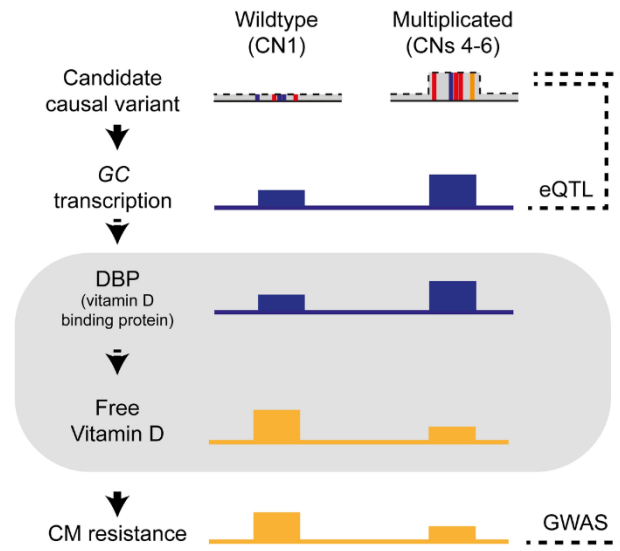 Wildtype
(CN1)
Multiplicated
(CNs 4-6)
Candidate
causal variant
GC
transcription
eQTL
DBP
(vitamin D
binding protein)
Free
Vitamin D
CM resistance
GWAS